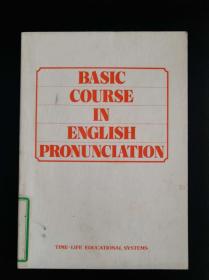 BASIC
COURSE
IN
ENGLISH
PRONUNCIATION
TIME-LIFE EDUCATIONAL SYSTEMS